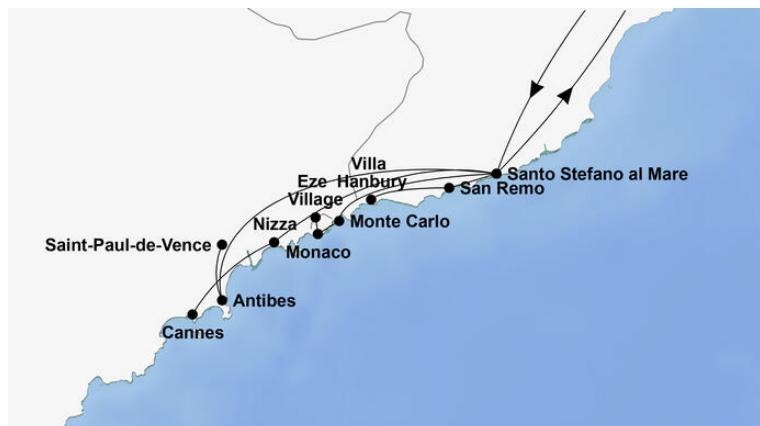 Villa
Eze Hanbury
Village
Santo Stefano al Mare
San Remo
Nizza
Monte Carlo
Saint-Paul-de-Vence
Monaco
Antibes
Cannes